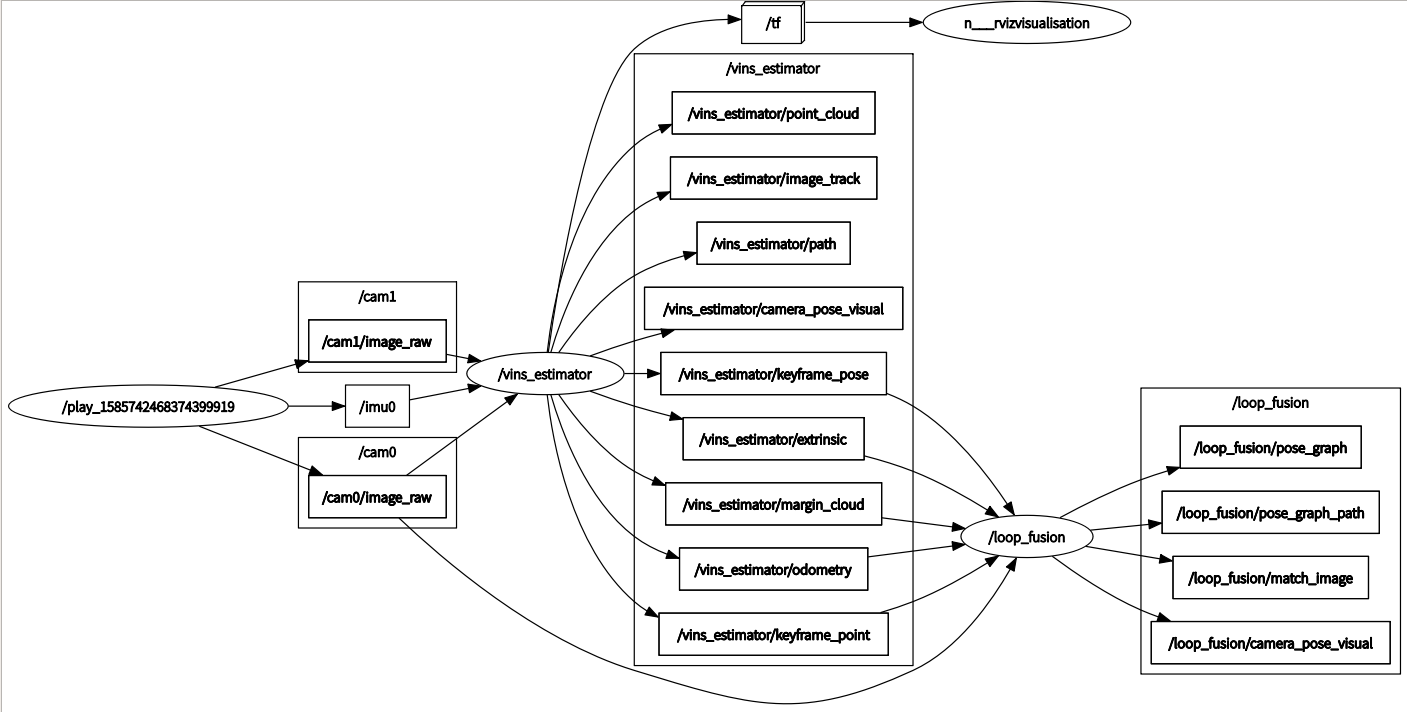 /tf
n___rvizvisualisation
/vins_estimator
/vins_estimator/point_cloud
/vins_estimator/image_track
/vins_estimator/path
/cam1
/vins_estimator/camera_pose_visual
/cam1/image_raw
/vins_estimator
/vins_estimator/keyframe_pose
/play_1585742468374399919
/imu0
/loop_fusion
/vins_estimator/extrinsic
/cam0
/loop_fusion/pose_graph
/cam0/image_raw
/vins_estimator/margin_cloud
/loop_fusion/pose_graph_path
/loop_fusion
/vins_estimator/odometry
/loop_fusion/match_image
/vins_estimator/keyframe_point
/loop_fusion/camera_pose_visual